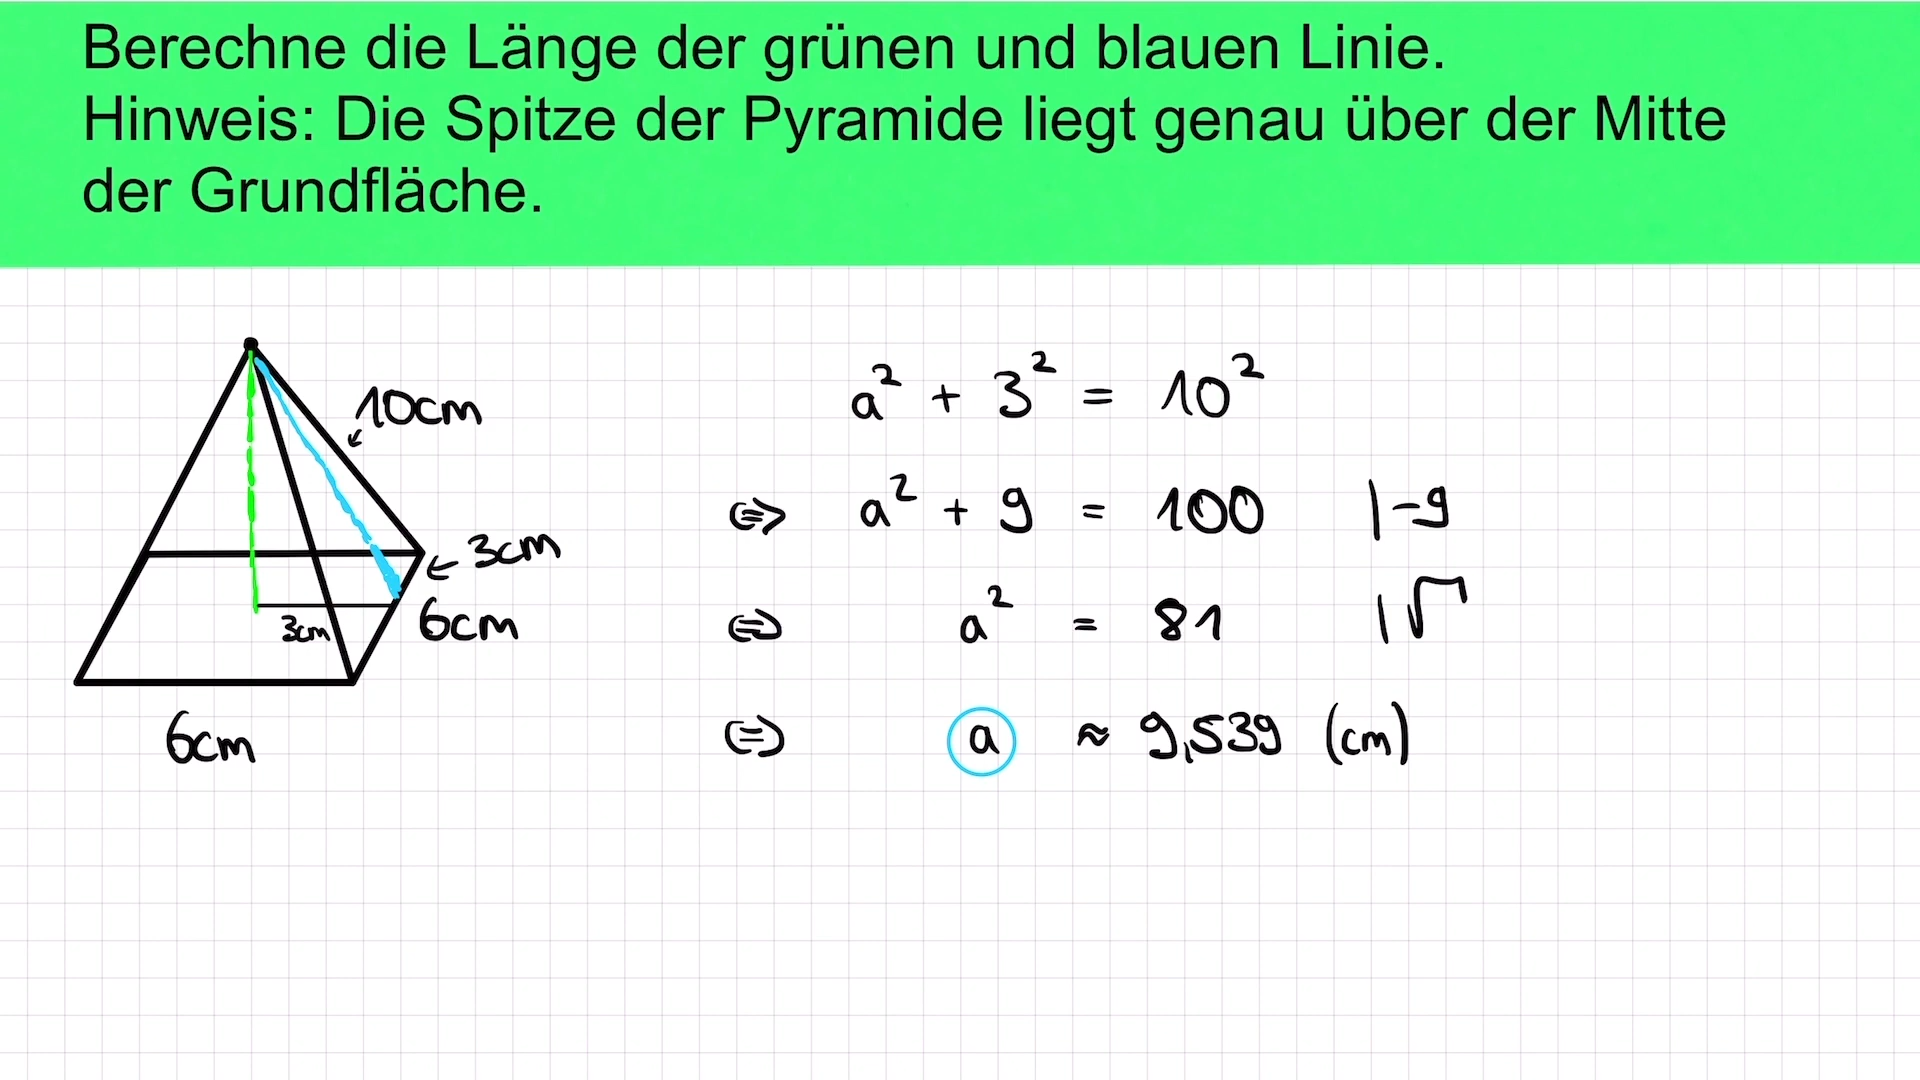 Berechne die Länge der grünen und blauen Linie.
Hinweis: Die Spitze der Pyramide liegt genau über der Mitte
der Grundfläche.
10cm
3cm
3cm
6cm
6cm
a² + 3² = 10²
⇔ a² + 9 = 100 |-9
⇔ a² = 81 |√
⇔ a ≈ 9,539 (cm)